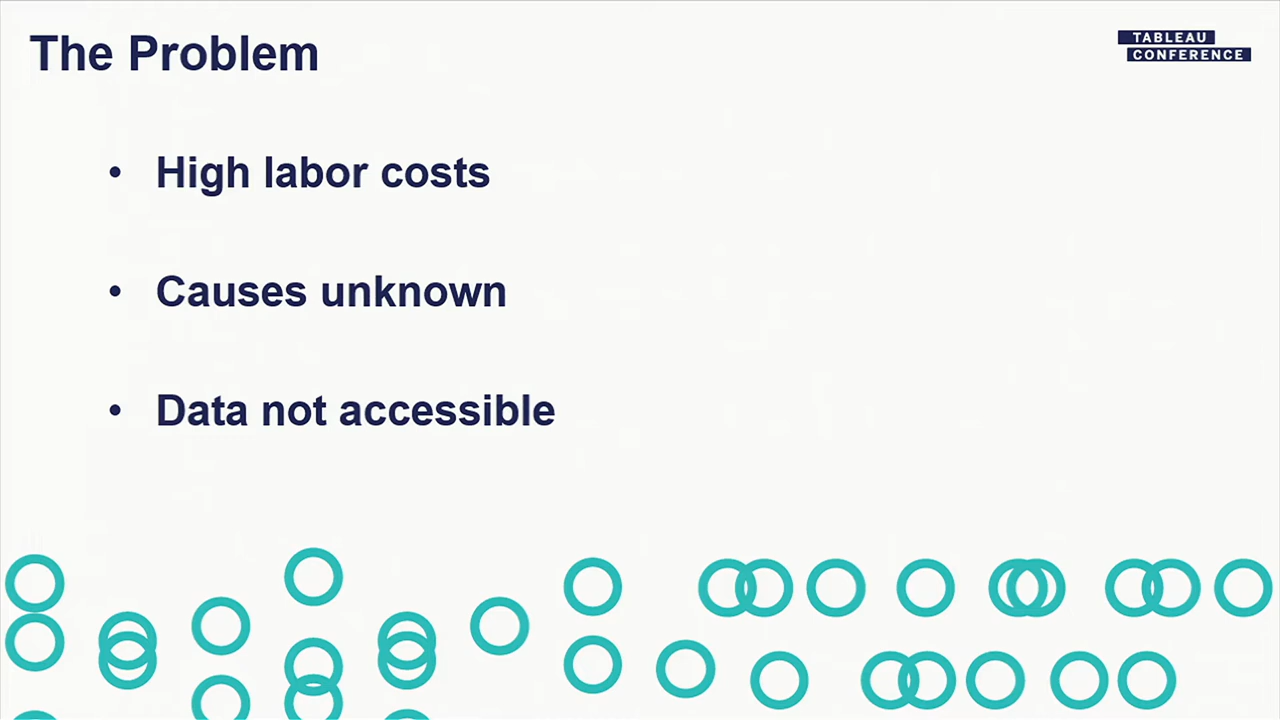 The Problem
TABLEAU
CONFERENCE
• High labor costs
• Causes unknown
• Data not accessible